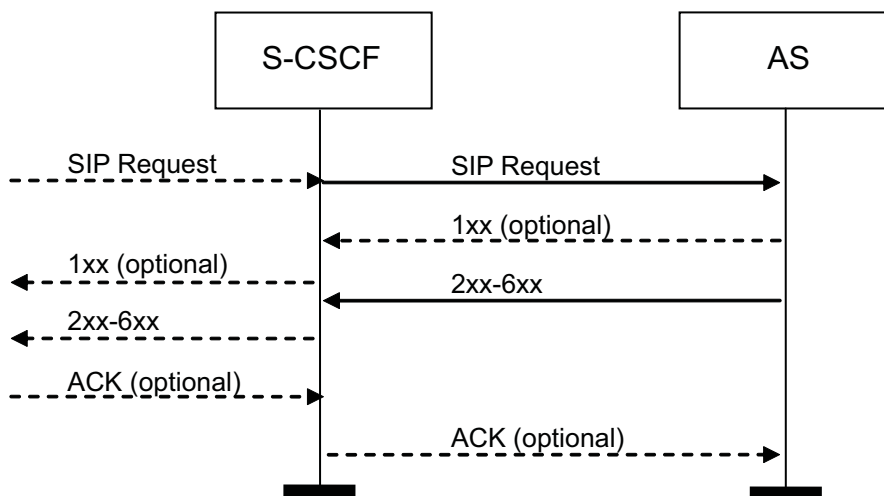 S-CSCF
AS
SIP Request
SIP Request
1xx (optional)
1xx (optional)
2xx-6xx
2xx-6xx
ACK (optional)
ACK (optional)